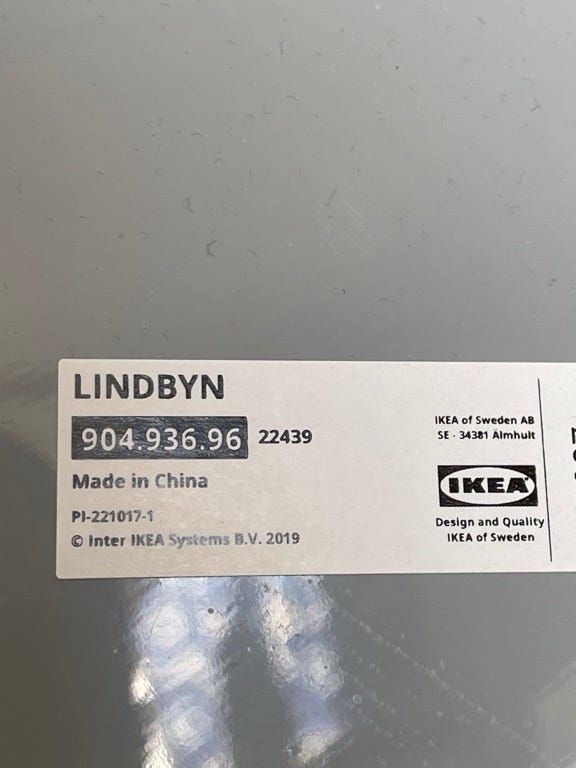 LINDBYN
904.936.96 22439
Made in China
PI-221017-1
© Inter IKEA Systems B.V. 2019
IKEA of Sweden AB
SE - 34381 Älmhult
IKEA
Design and Quality
IKEA of Sweden